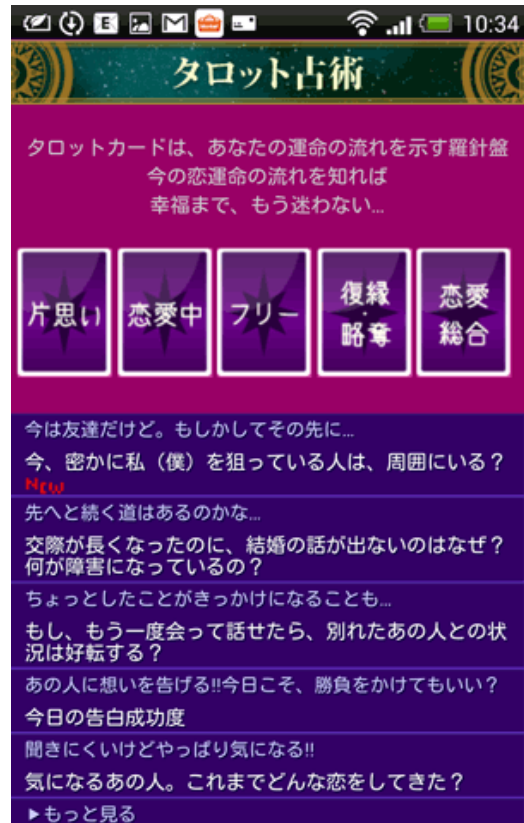 10:34
タロット占術
タロットカードは、あなたの運命の流れを示す羅針盤
今の恋運命の流れを知れば
幸福まで、もう迷わない...
片思い
恋愛中
フリー
復縁
・
略奪
恋愛
総合
今は友達だけど。もしかしてその先に...
今、密かに私（僕）を狙っている人は、周囲にいる？
New
先へと続く道はあるのかな...
交際が長くなったのに、結婚の話が出ないのはなぜ？
何が障害になっているの？
ちょっとしたことがきっかけになることも...
もし、もう一度会って話せたら、別れたあの人との状
況は好転する？
あの人に想いを告げる!!今日こそ、勝負をかけてもいい？
今日の告白成功度
聞きにくいけどやっぱり気になる!!
気になるあの人。これまでどんな恋をしてきた？
▶もっと見る